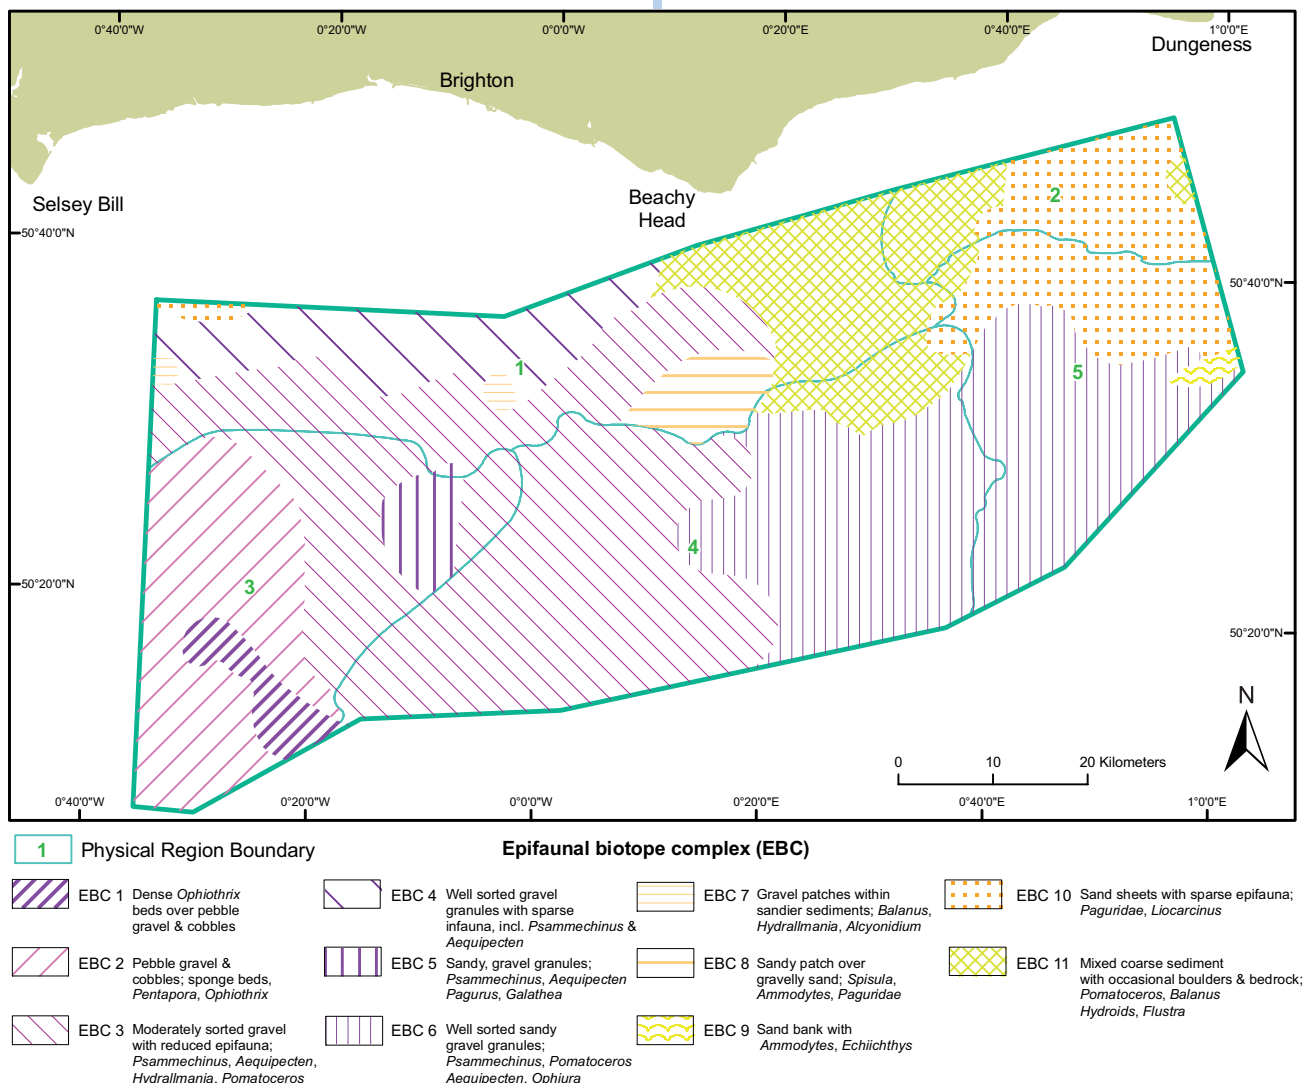 0°40'0"W
0°20'0"W
0°0'0"W
0°20'0"E
0°40'0"E
1°0'0"E
Dungeness
Brighton
Selsey Bill
Beachy
Head
50°40'0"N
50°40'0"N
2
1
5
4
3
50°20'0"N
50°20'0"N
N
0 10 20 Kilometers
0°40'0"W
0°20'0"W
0°0'0"W
0°20'0"E
0°40'0"E
1°0'0"E
1 Physical Region Boundary
Epifaunal biotope complex (EBC)
EBC 1 Dense Ophiothrix
beds over pebble
gravel & cobbles
EBC 2 Pebble gravel &
cobbles; sponge beds,
Pentapora, Ophiothrix
EBC 3 Moderately sorted gravel
with reduced epifauna;
Psammechinus, Aequipecten,
Hydrallmania, Pomatoceros
EBC 4 Well sorted gravel
granules with sparse
infauna, incl. Psammechinus &
Aequipecten
EBC 5 Sandy, gravel granules;
Psammechinus, Aequipecten
Pagurus, Galathea
EBC 6 Well sorted sandy
gravel granules;
Psammechinus, Pomatoceros
Aequipecten, Ophiura
EBC 7 Gravel patches within
sandier sediments; Balanus,
Hydrallmania, Alcyonidium
EBC 8 Sandy patch over
gravelly sand; Spisula,
Ammodytes, Paguridae
EBC 9 Sand bank with
Ammodytes, Echiichthys
EBC 10 Sand sheets with sparse epifauna;
Paguridae, Liocarcinus
EBC 11 Mixed coarse sediment
with occasional boulders & bedrock;
Pomatoceros, Balanus
Hydroids, Flustra